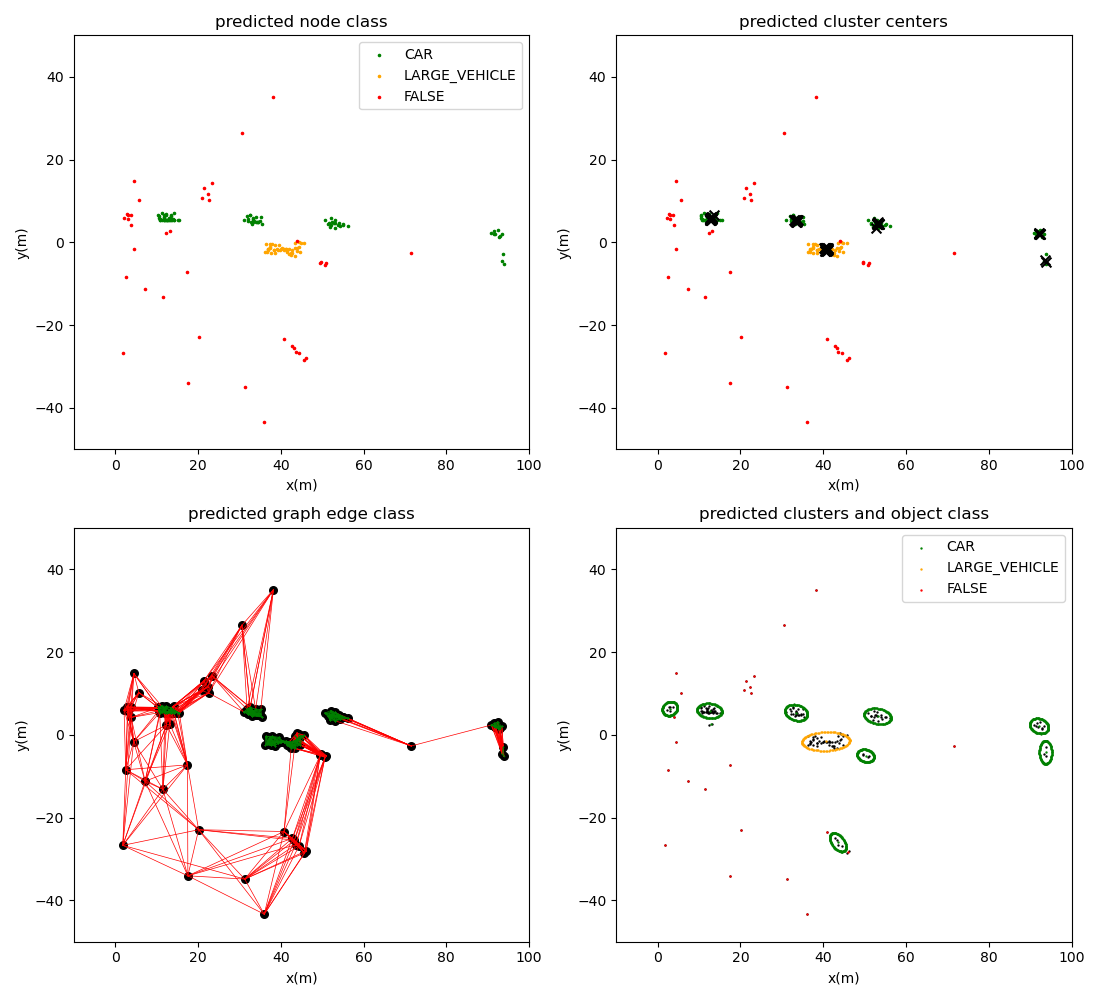 predicted node class
CAR
LARGE_VEHICLE
FALSE
40
20
0
−20
−40
y(m)
0 20 40 60 80 100
x(m)
predicted cluster centers
40
20
0
−20
−40
y(m)
0 20 40 60 80 100
x(m)
predicted graph edge class
40
20
0
−20
−40
y(m)
0 20 40 60 80 100
x(m)
predicted clusters and object class
CAR
LARGE_VEHICLE
FALSE
40
20
0
−20
−40
y(m)
0 20 40 60 80 100
x(m)